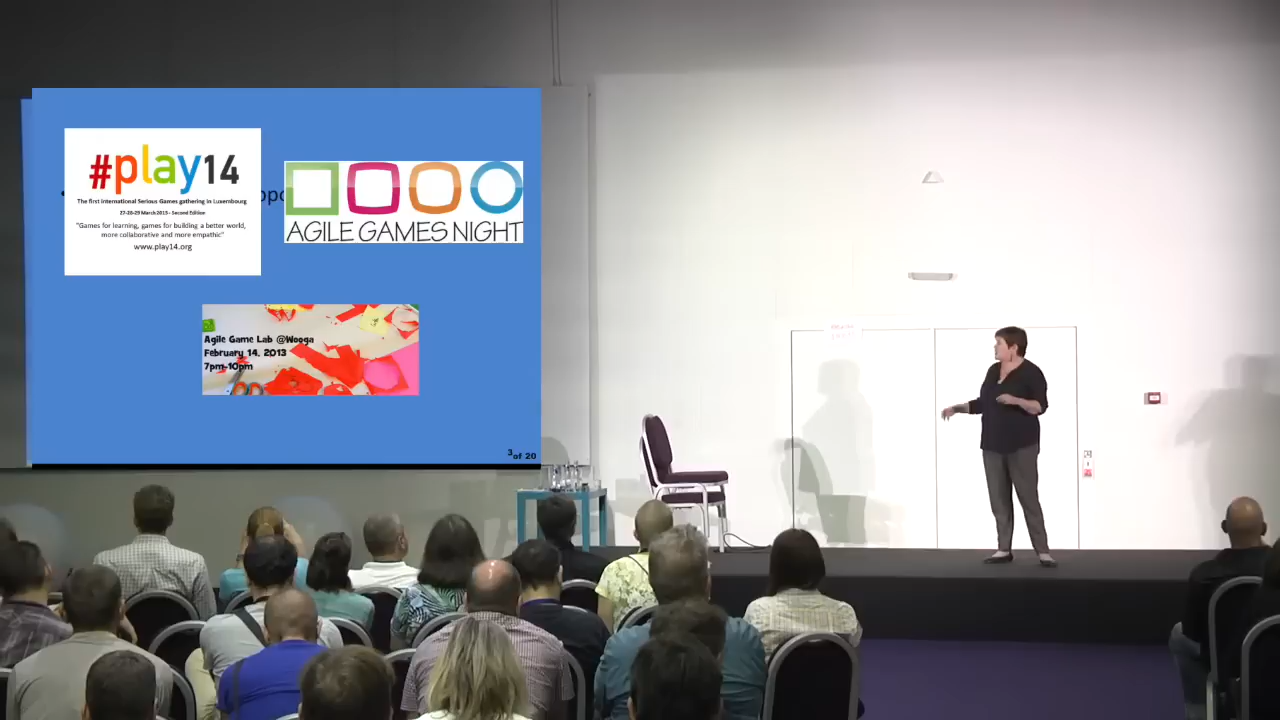 #play14
The first international Serious Games gathering in Luxembourg
27-28-29 March 2015 - Second Edition
"Games for learning, games for building a better world,
more collaborative and more empathic"
www.play14.org
AGILE GAMES NIGHT
Agile Game Lab @Wooga
February 14, 2013
7pm-10pm
3 of 20